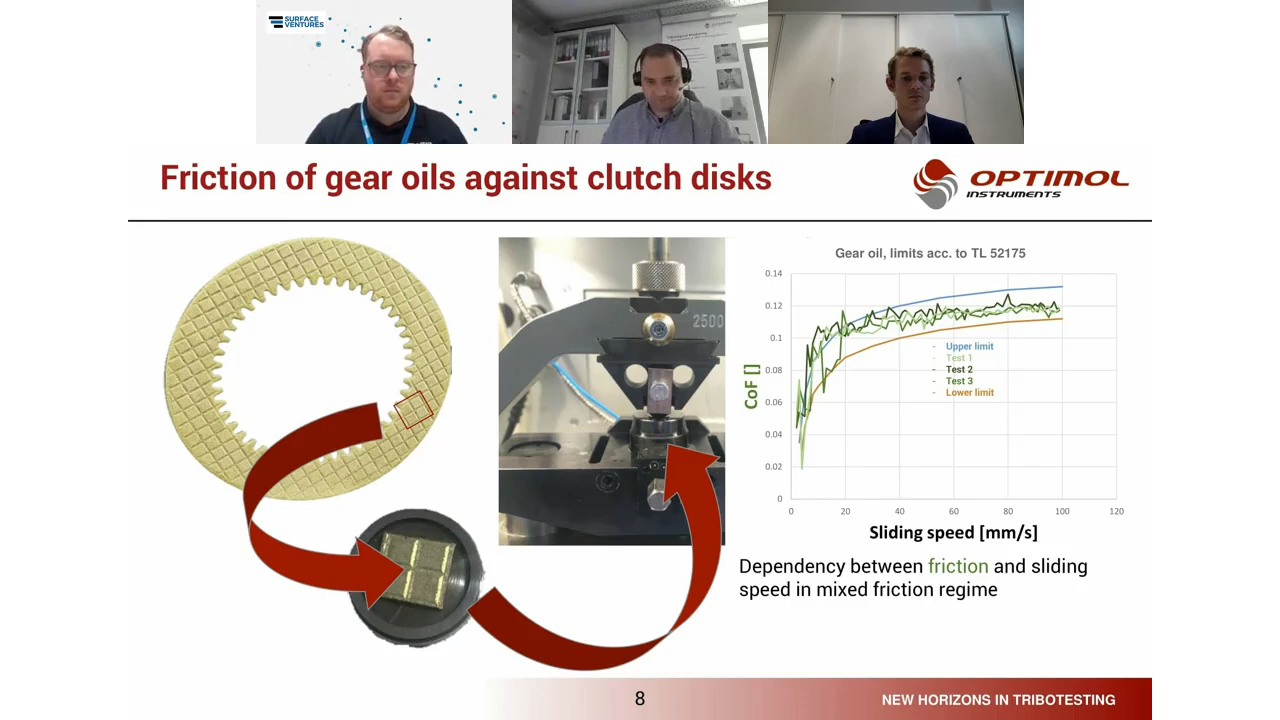 SURFACE
VENTURES
Friction of gear oils against clutch disks
OPTIMOL
INSTRUMENTS
2500
Gear oil, limits acc. to TL 52175
0.14
0.12
0.1
0.08
0.06
0.04
0.02
0
CoF []
- Upper limit
- Test 1
- Test 2
- Test 3
- Lower limit
0 20 40 60 80 100 120
Sliding speed [mm/s]
Dependency between friction and sliding
speed in mixed friction regime
8
NEW HORIZONS IN TRIBOTESTING